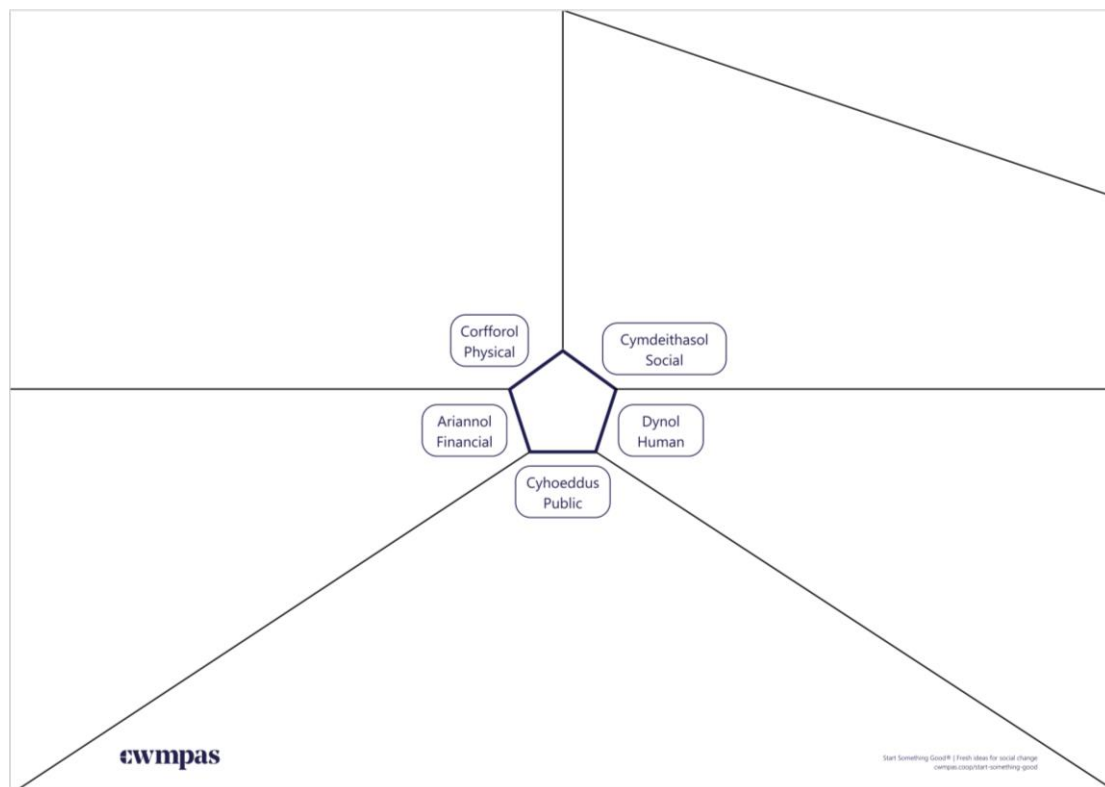 Corfforol
Physical
Cymdeithasol
Social
Ariannol
Financial
Dynol
Human
Cyhoeddus
Public
cwmpas
Start Something Good® | Fresh ideas for social change
cwmpas.coop/start-something-good